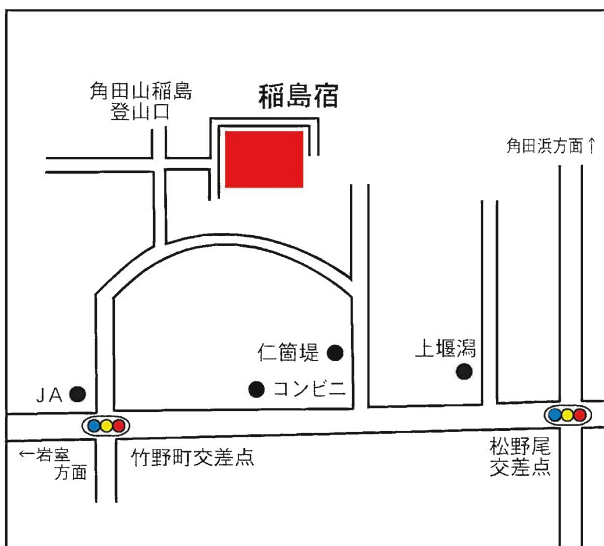 稲島宿
角田山稲島
登山口
角田浜方面↑
仁箇堤
上堰潟
JA
コンビニ
←岩室
方面
竹野町交差点
松野尾
交差点